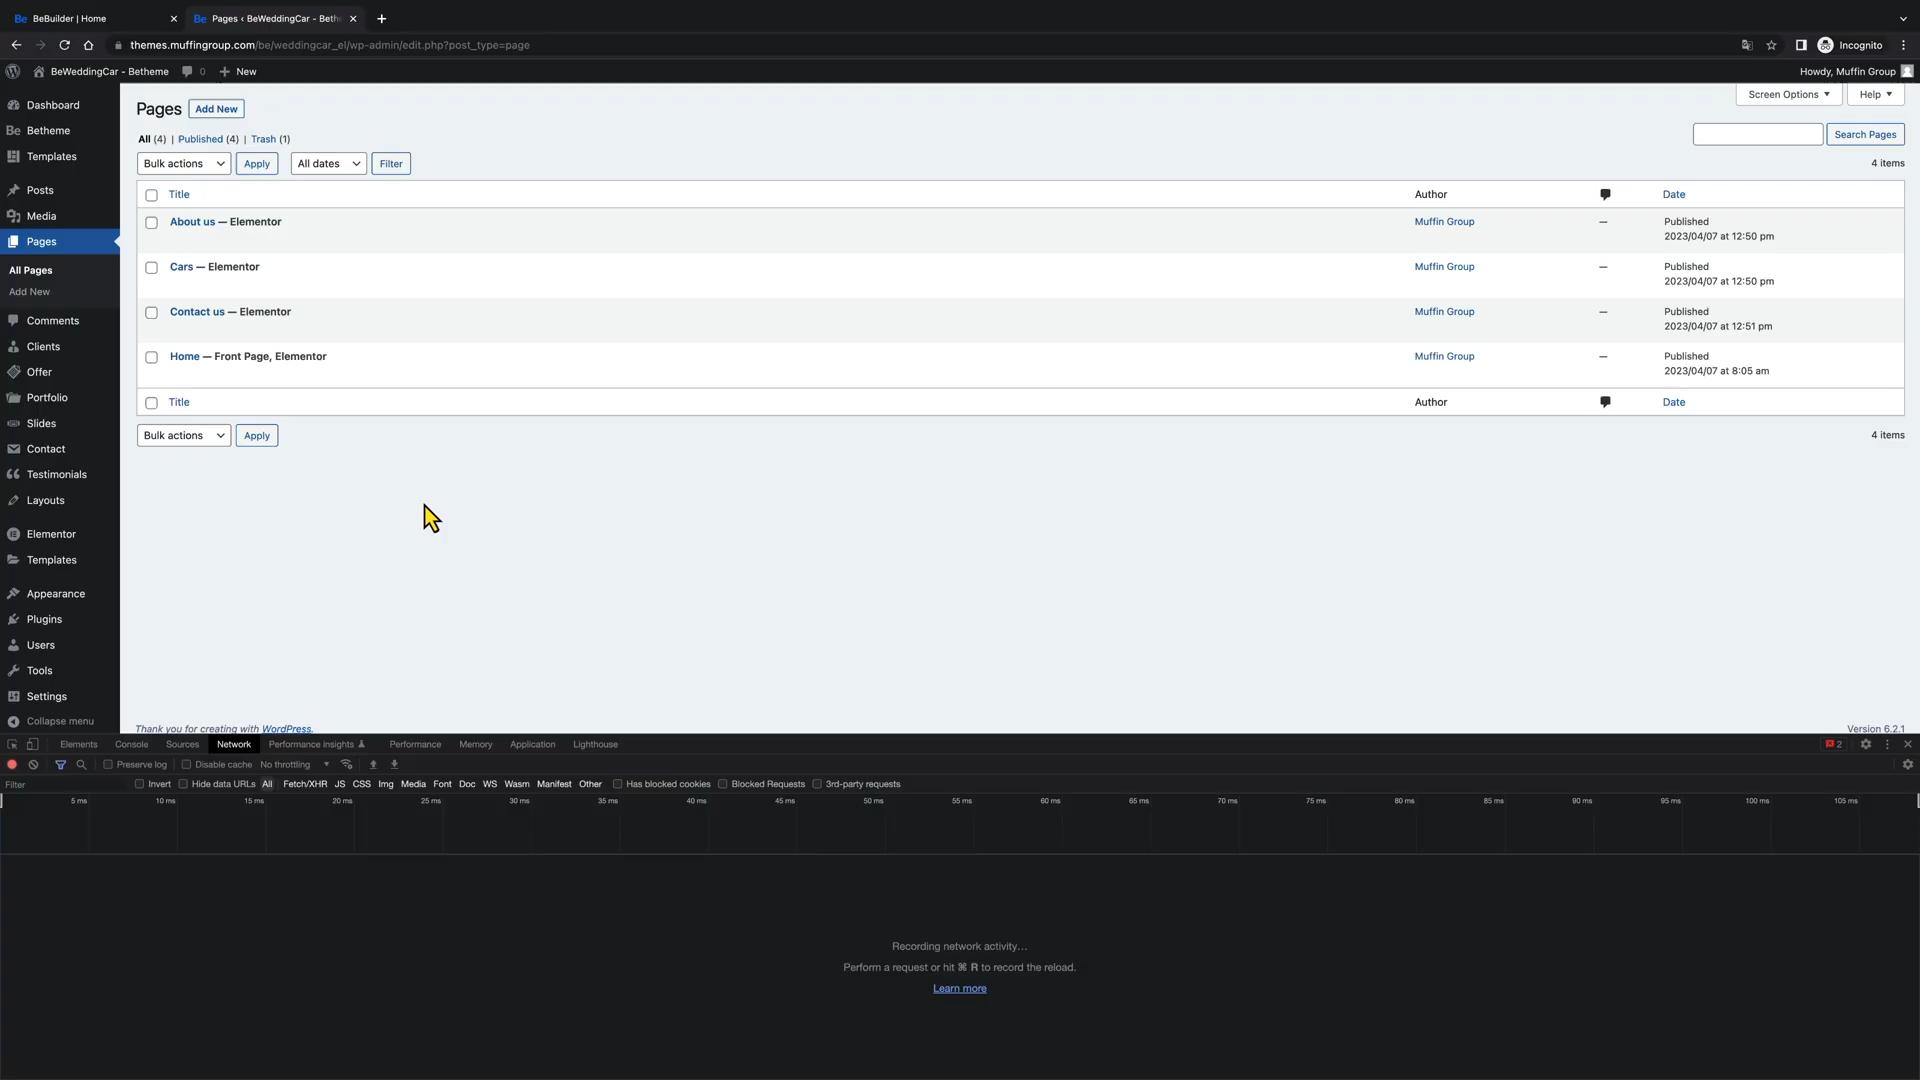 Be BeBuilder | Home
Be Pages ‹ BeWeddingCar - Beth
themes.muffingroup.com/be/weddingcar_el/wp-admin/edit.php?post_type=page
Incognito
BeWeddingCar - Betheme 0 New
Howdy, Muffin Group
Dashboard
Be Betheme
Templates
Posts
Media
Pages
All Pages
Add New
Comments
Clients
Offer
Portfolio
Slides
Contact
Testimonials
Layouts
Elementor
Templates
Appearance
Plugins
Users
Tools
Settings
Collapse menu
Pages Add New
Screen Options ▼ Help ▼
All (4) | Published (4) | Trash (1)
Search Pages
Bulk actions Apply All dates Filter
4 items
Title Author Date
About us — Elementor Muffin Group — Published
2023/04/07 at 12:50 pm
Cars — Elementor Muffin Group — Published
2023/04/07 at 12:50 pm
Contact us — Elementor Muffin Group — Published
2023/04/07 at 12:51 pm
Home — Front Page, Elementor Muffin Group — Published
2023/04/07 at 8:05 am
Title Author Date
Bulk actions Apply
4 items
Thank you for creating with WordPress.
Version 6.2.1
Elements Console Sources Network Performance insights Performance Memory Application Lighthouse 2
Preserve log Disable cache No throttling
Filter Invert Hide data URLs All Fetch/XHR JS CSS Img Media Font Doc WS Wasm Manifest Other Has blocked cookies Blocked Requests 3rd-party requests
5 ms 10 ms 15 ms 20 ms 25 ms 30 ms 35 ms 40 ms 45 ms 50 ms 55 ms 60 ms 65 ms 70 ms 75 ms 80 ms 85 ms 90 ms 95 ms 100 ms 105 ms
Recording network activity…
Perform a request or hit ⌘ R to record the reload.
Learn more